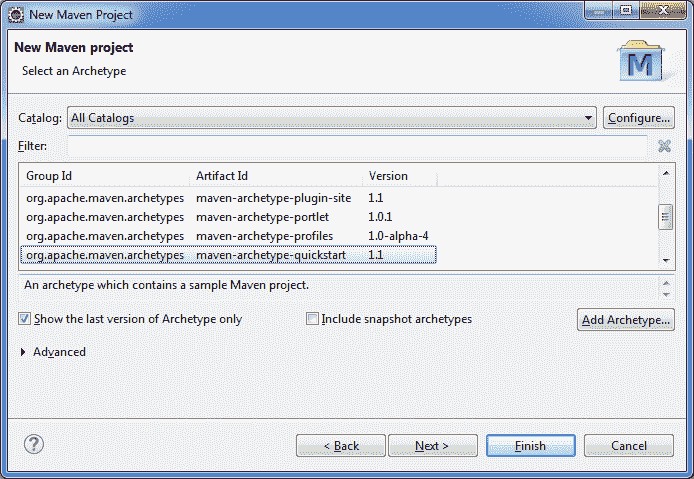 New Maven Project
New Maven project
Select an Archetype
M
Catalog: All Catalogs Configure...
Filter:
Group Id Artifact Id Version
org.apache.maven.archetypes maven-archetype-plugin-site 1.1
org.apache.maven.archetypes maven-archetype-portlet 1.0.1
org.apache.maven.archetypes maven-archetype-profiles 1.0-alpha-4
org.apache.maven.archetypes maven-archetype-quickstart 1.1
An archetype which contains a sample Maven project.
Show the last version of Archetype only Include snapshot archetypes Add Archetype...
Advanced
? < Back Next > Finish Cancel